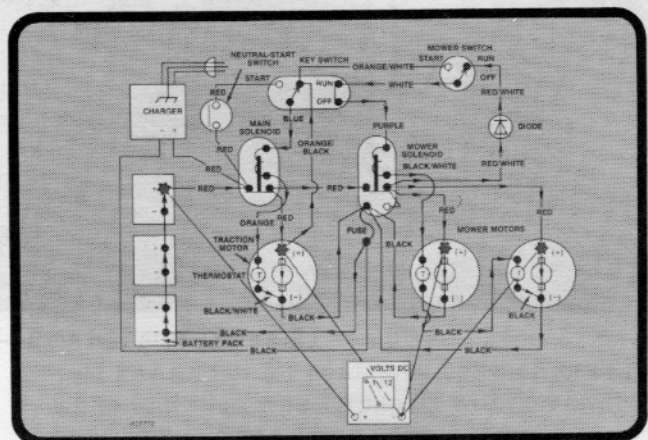 NEUTRAL-START
SWITCH
KEY SWITCH
MOWER SWITCH
ORANGE/WHITE
START
RUN
OFF
START
RUN
OFF
WHITE
RED
BLUE
RED/WHITE
CHARGER
- +
MAIN
SOLENOID
PURPLE
DIODE
ORANGE/
BLACK
MOWER
SOLENOID
RED
BLACK/WHITE
RED/WHITE
RED
+
RED
RED
-
ORANGE
RED
BLACK
RED
RED
FUSE
TRACTION
MOTOR
(+)
MOWER MOTORS
(+)
(+)
THERMOSTAT
T
T
T
+
BLACK/WHITE
(-)
(-)
(-)
-
BLACK
BLACK
BLACK
BLACK
BATTERY PACK
BLACK
BLACK
VOLTS DC
+ -